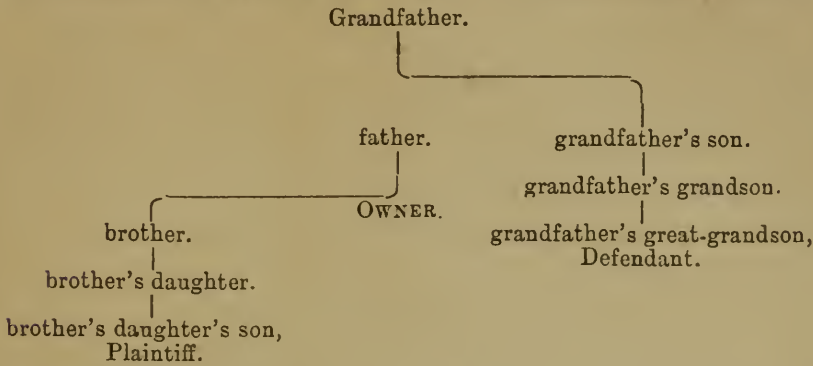 Grandfather.
father.
grandfather's son.
grandfather's grandson.
OWNER.
brother.
grandfather's great-grandson,
Defendant.
brother's daughter.
brother's daughter's son,
Plaintiff.